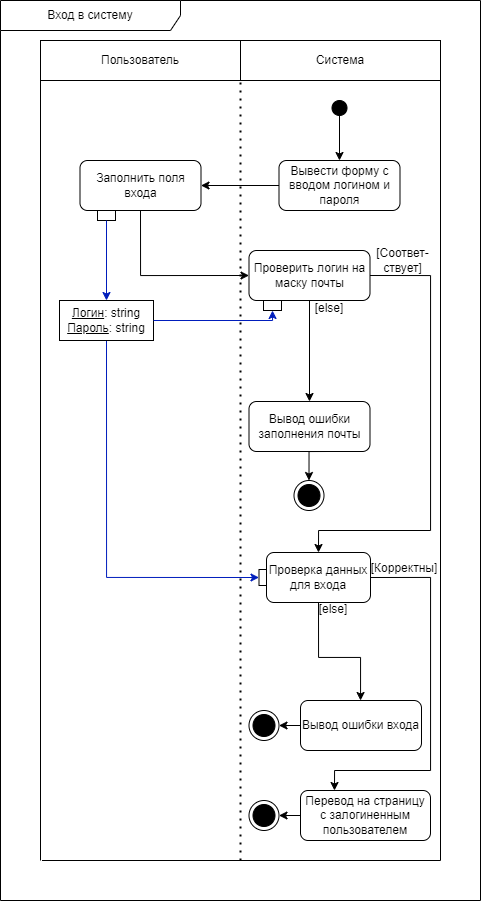 Вход в систему
Пользователь
Система
Вывести форму с
вводом логином и
пароля
Заполнить поля
входа
Проверить логин на
маску почты
[Соответ-
ствует]
[else]
Логин: string
Пароль: string
Вывод ошибки
заполнения почты
Проверка данных
для входа
[Корректны]
[else]
Вывод ошибки входа
Перевод на страницу
с залогиненным
пользователем